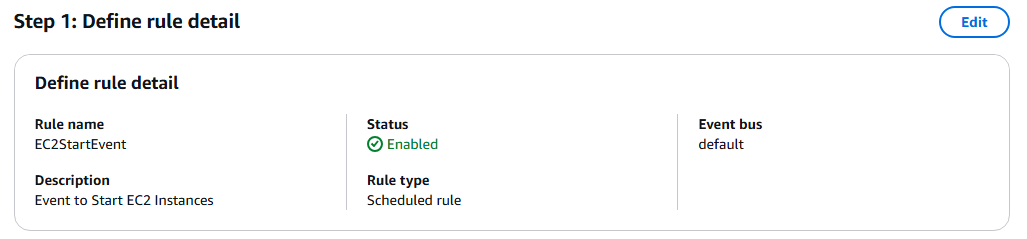 Step 1: Define rule detail
Edit
Define rule detail
Rule name
EC2StartEvent
Description
Event to Start EC2 Instances
Status
Enabled
Rule type
Scheduled rule
Event bus
default